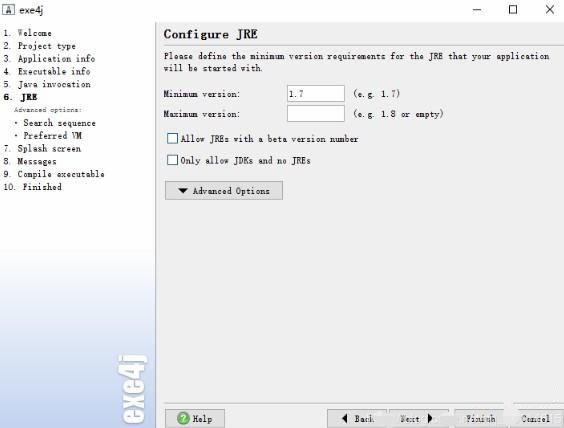 exe4j
1. Welcome
2. Project type
3. Application info
4. Executable info
5. Java invocation
6. JRE
Advanced options:
• Search sequence
• Preferred VM
7. Splash screen
8. Messages
9. Compile executable
10. Finished
exe4j
Configure JRE
Please define the minimum version requirements for the JRE that your application
will be started with.
Minimum version: 1.7 (e.g. 1.7)
Maximum version: (e.g. 1.8 or empty)
Allow JREs with a beta version number
Only allow JDKs and no JREs
Advanced Options
Help Back Next Finish Cancel